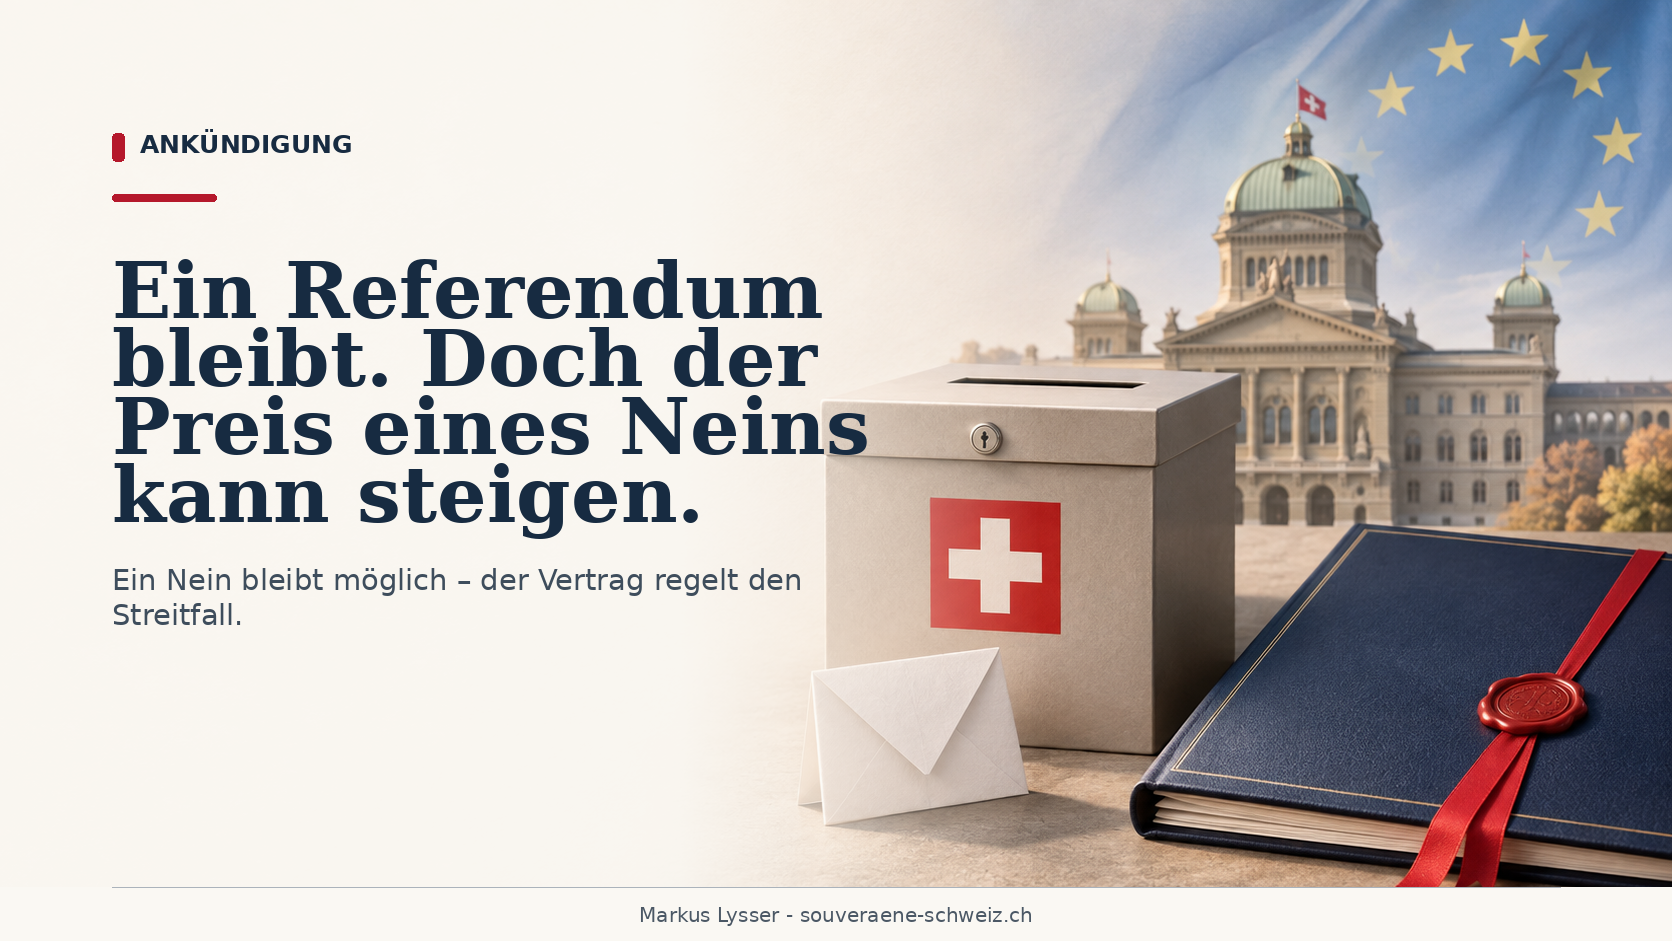 ANKÜNDIGUNG
Ein Referendum
bleibt. Doch der
Preis eines Neins
kann steigen.
Ein Nein bleibt möglich – der Vertrag regelt den
Streitfall.
Markus Lysser - souveraene-schweiz.ch